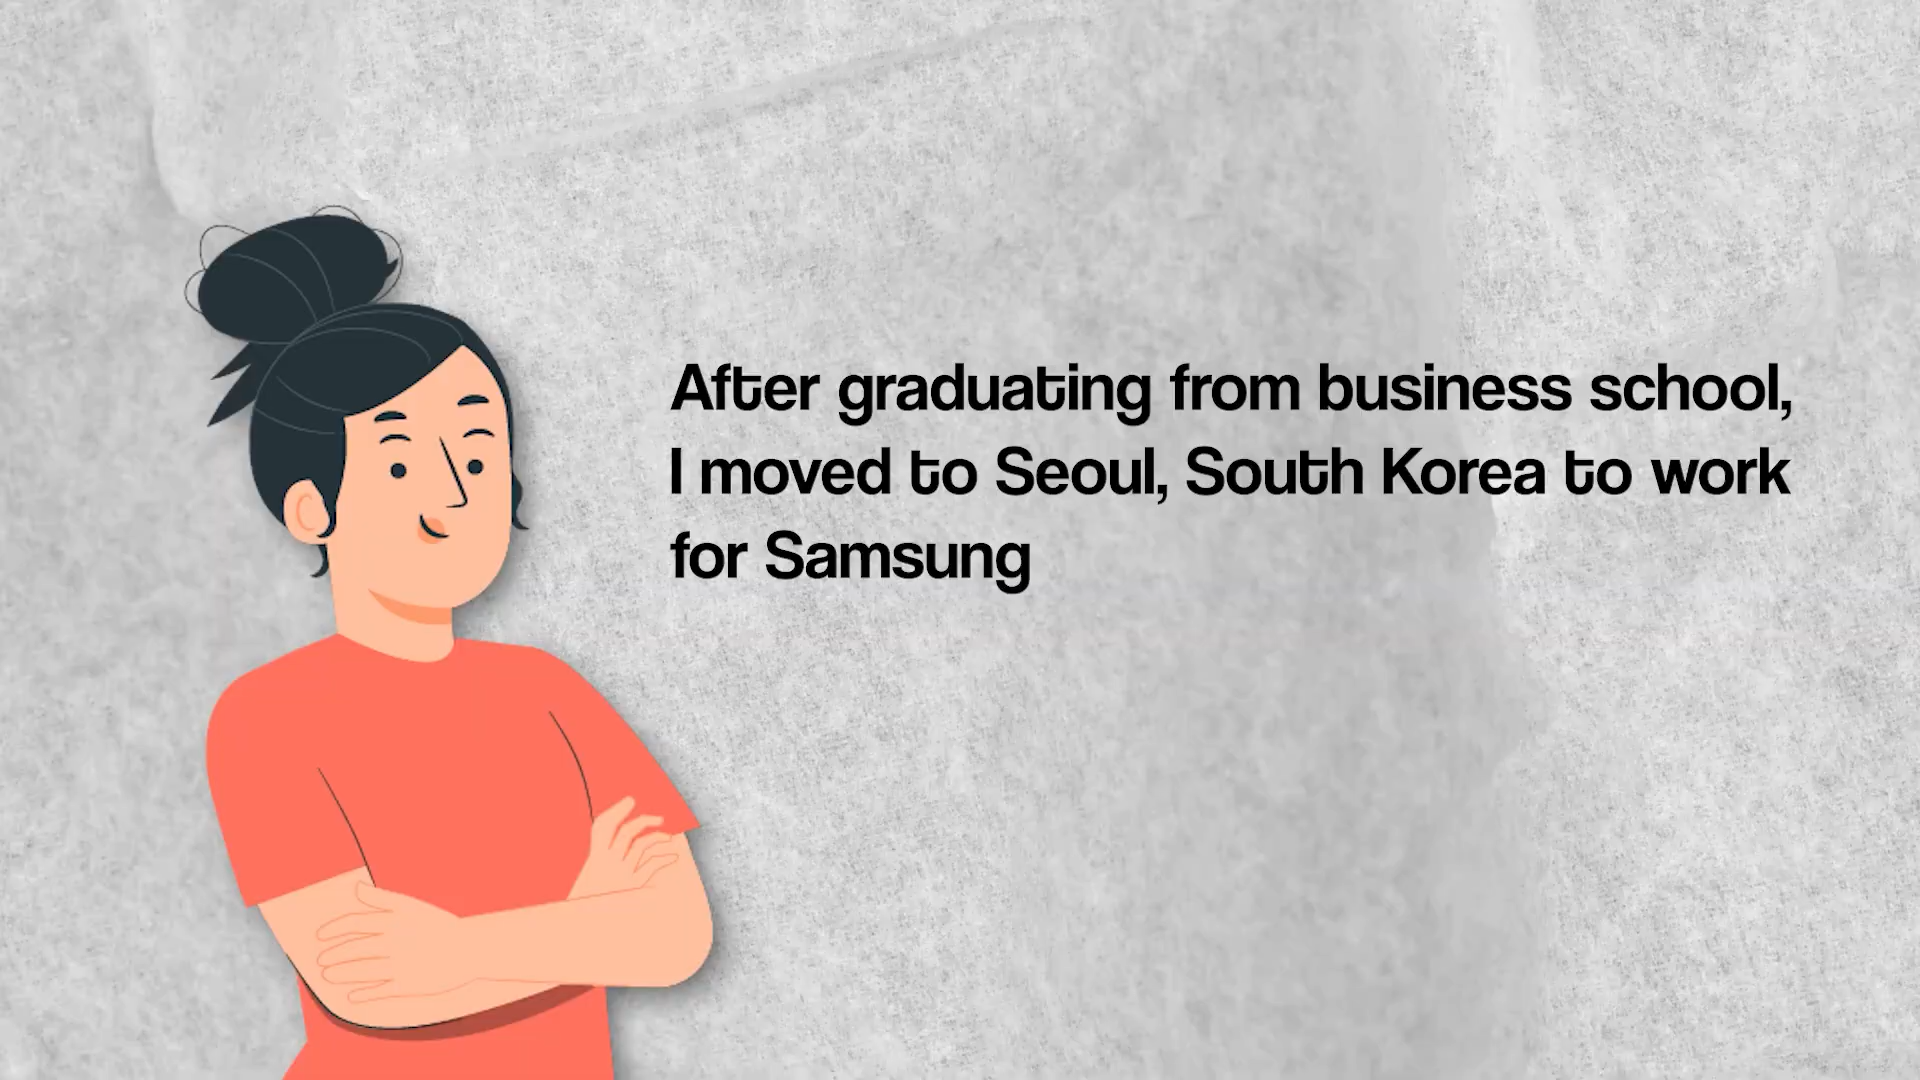 After graduating from business school,
I moved to Seoul, South Korea to work
for Samsung